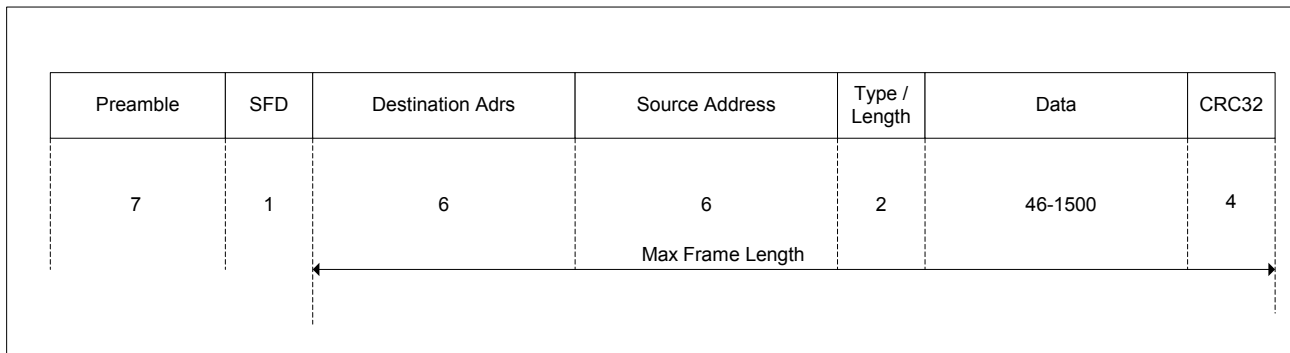 Preamble SFD Destination Adrs Source Address Type / Length Data CRC32
7 1 6 6 2 46-1500 4
Max Frame Length